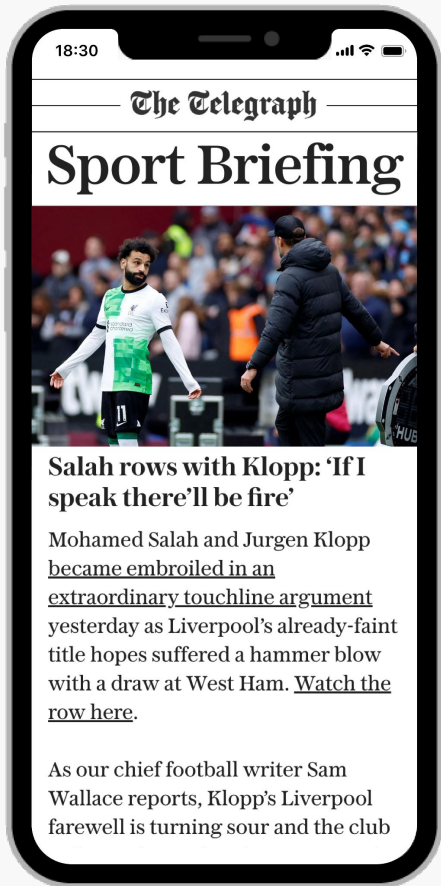 18:30
The Telegraph
Sport Briefing
11
HUB
Salah rows with Klopp: ‘If I
speak there’ll be fire’
Mohamed Salah and Jurgen Klopp
became embroiled in an
extraordinary touchline argument
yesterday as Liverpool’s already-faint
title hopes suffered a hammer blow
with a draw at West Ham. Watch the
row here.
As our chief football writer Sam
Wallace reports, Klopp’s Liverpool
farewell is turning sour and the club